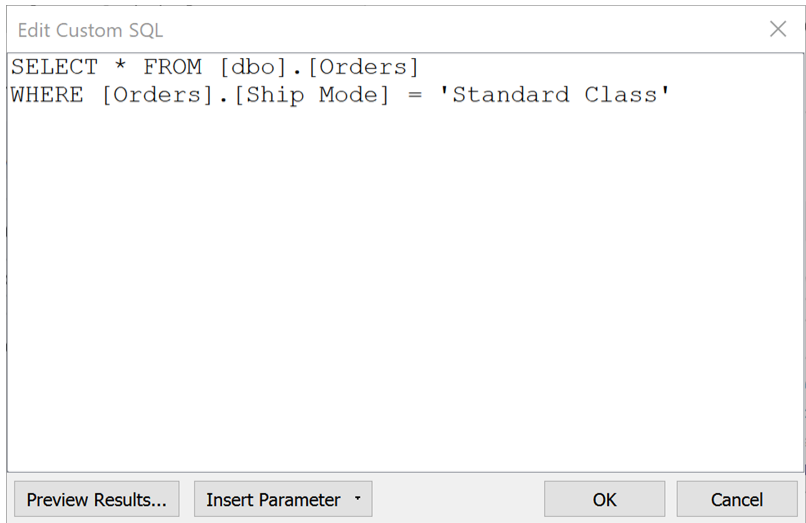 Edit Custom SQL
SELECT * FROM [dbo].[Orders]
WHERE [Orders].[Ship Mode] = 'Standard Class'
Preview Results...
Insert Parameter
OK
Cancel